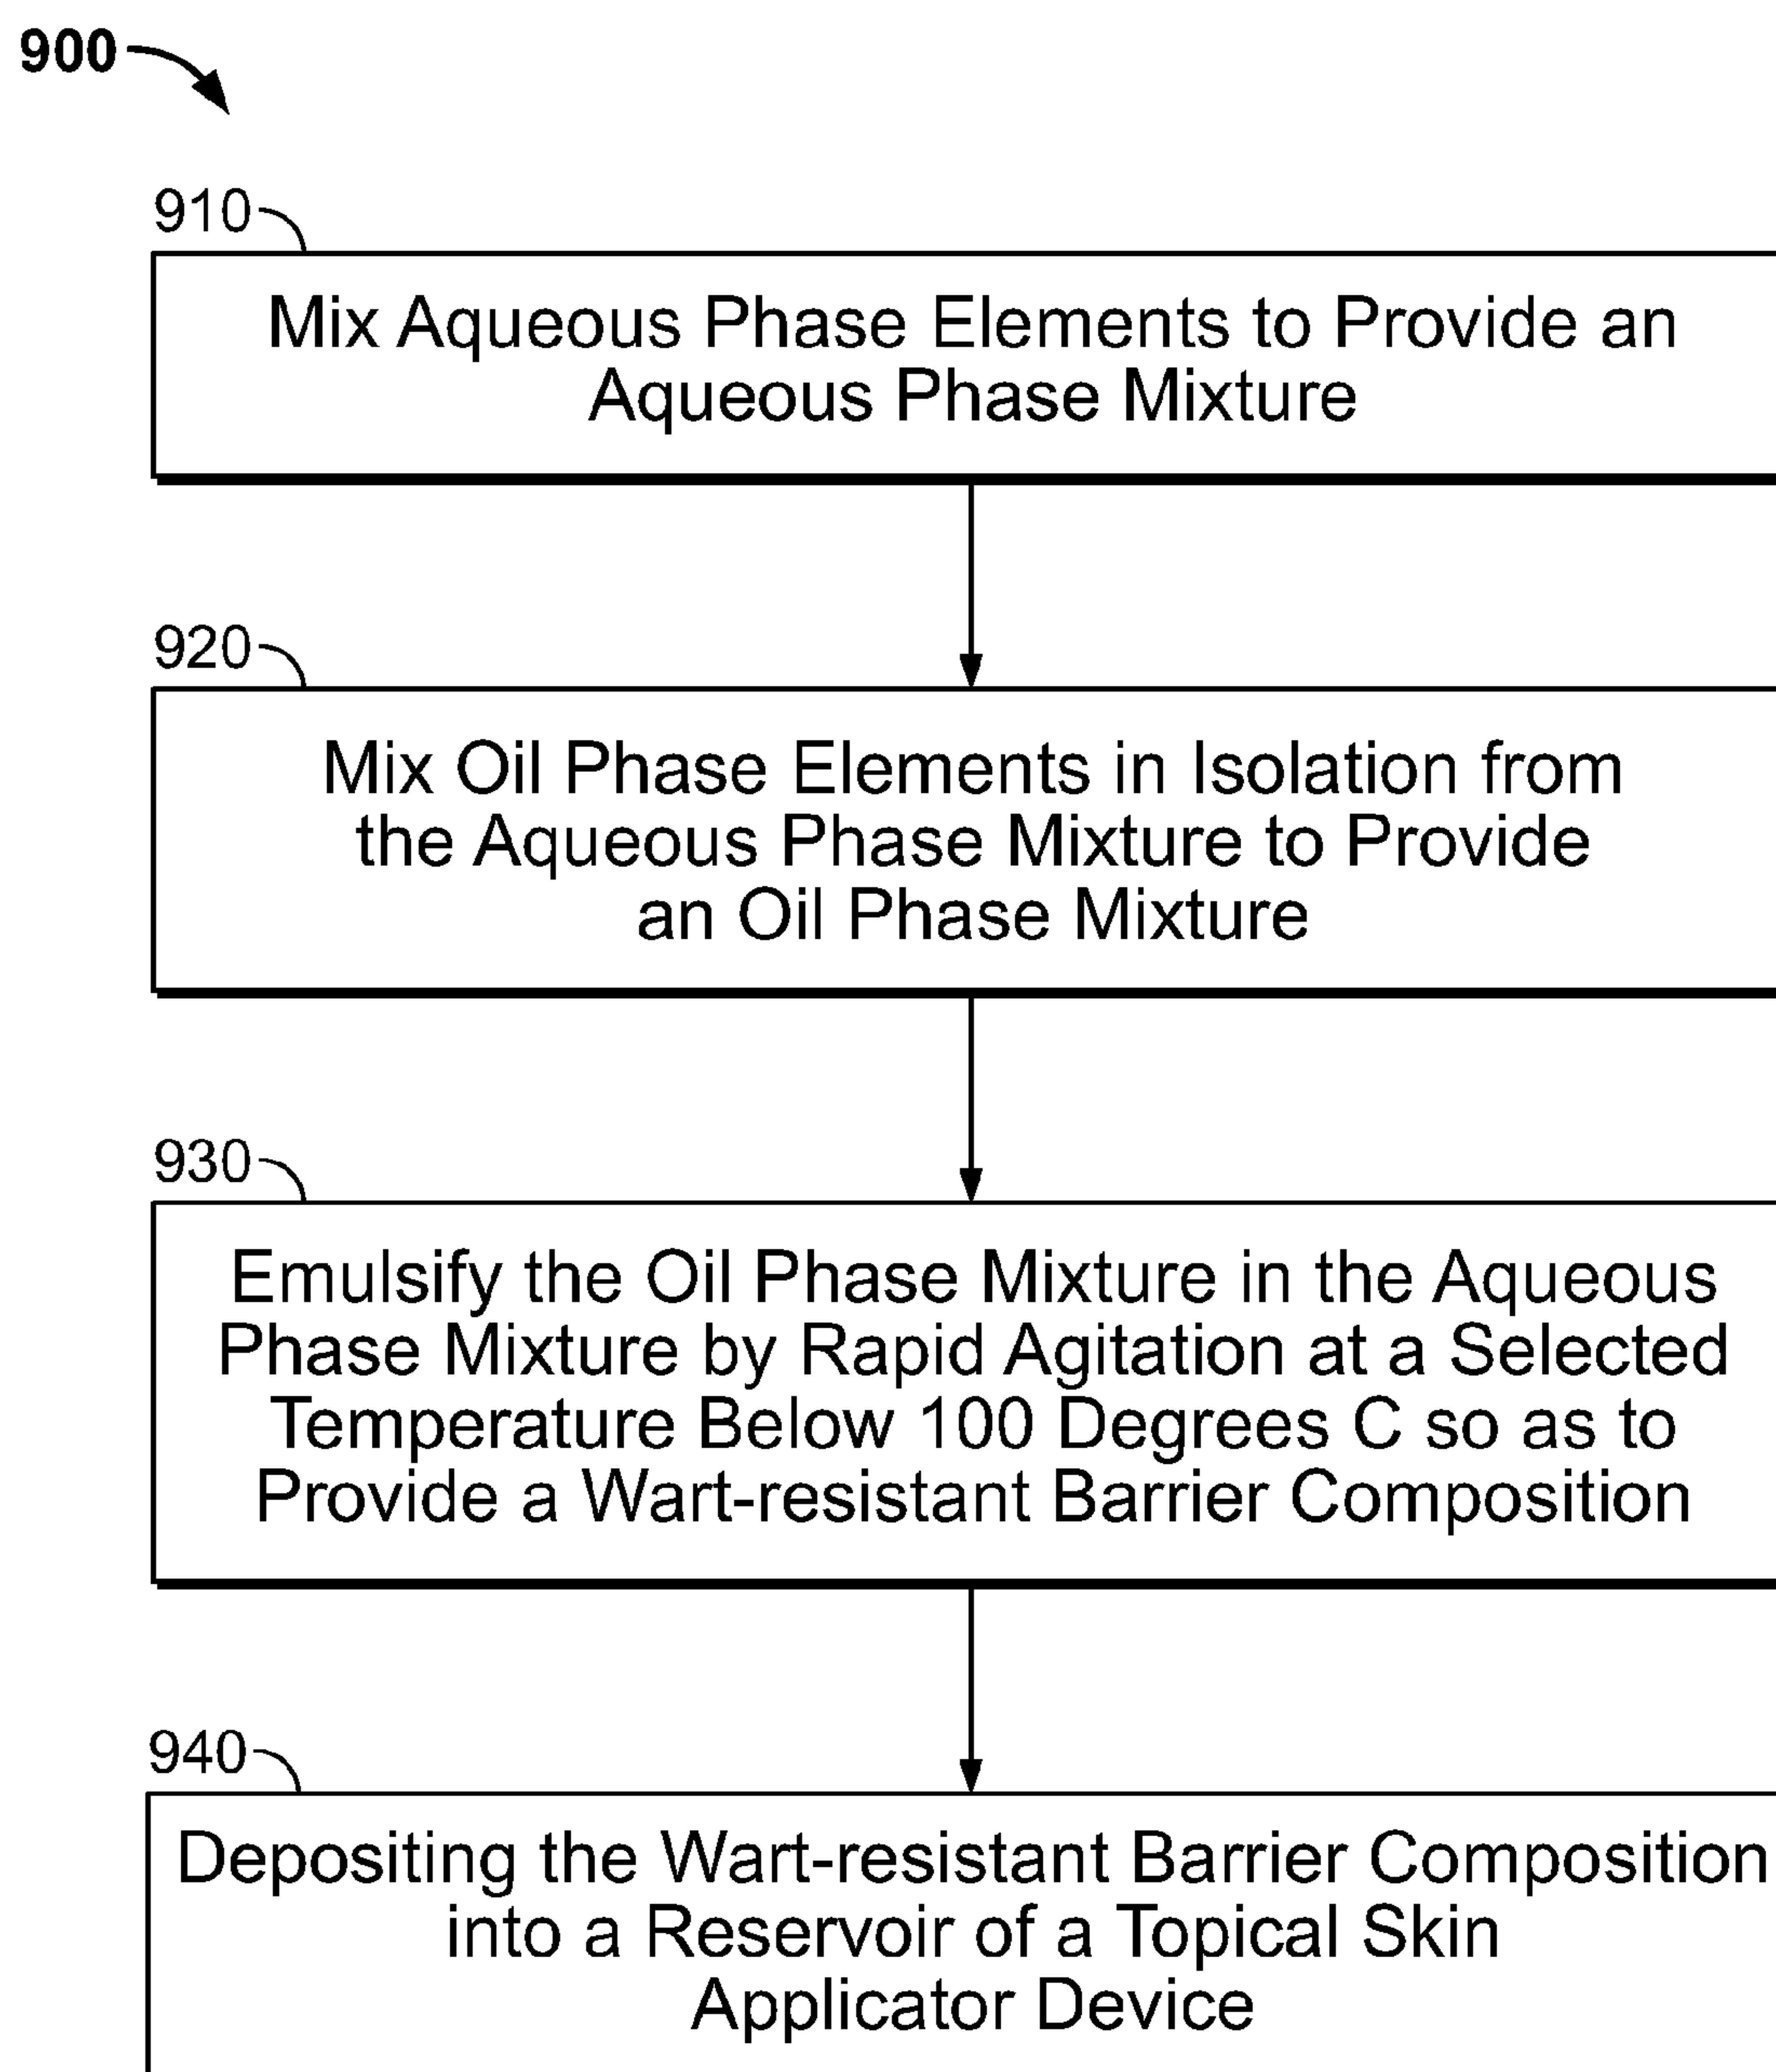 900
910
Mix Aqueous Phase Elements to Provide an
Aqueous Phase Mixture
920
Mix Oil Phase Elements in Isolation from
the Aqueous Phase Mixture to Provide
an Oil Phase Mixture
930
Emulsify the Oil Phase Mixture in the Aqueous
Phase Mixture by Rapid Agitation at a Selected
Temperature Below 100 Degrees C so as to
Provide a Wart-resistant Barrier Composition
940
Depositing the Wart-resistant Barrier Composition
into a Reservoir of a Topical Skin
Applicator Device